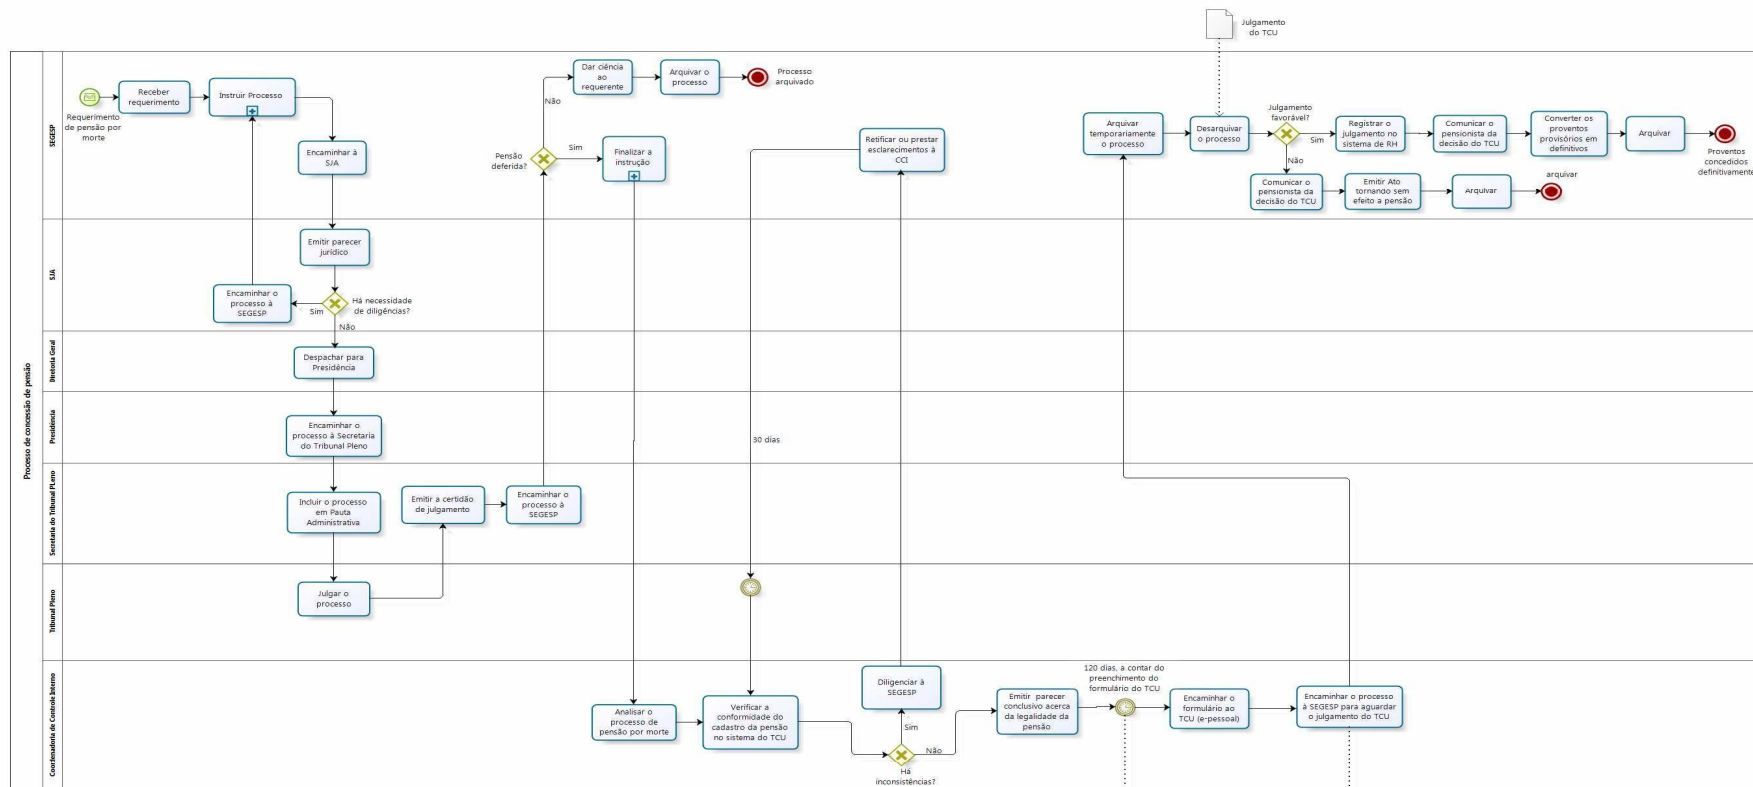 Julgamento
do TCU
Processo de concessão de pensão
SEGESP
Requerimento
de pensão por
morte
Receber
requerimento
Instruir Processo
Encaminhar à
SJA
Não
Dar ciência
ao
requerente
Arquivar o
processo
Processo
arquivado
Pensão
deferida?
Sim
Finalizar a
instrução
Retificar ou prestar
esclarecimentos à
CCI
Arquivar
temporariamente
o processo
Desarquivar
o processo
Julgamento
favorável?
Sim
Não
Registrar o
julgamento no
sistema de RH
Comunicar o
pensionista da
decisão do TCU
Converter os
proventos
provisórios em
definitivos
Arquivar
Proventos
concedidos
definitivamente
Comunicar o
pensionista da
decisão do TCU
Emitir Ato
tornando sem
efeito a pensão
Arquivar
arquivar
SJA
Emitir parecer
jurídico
Encaminhar o
processo à
SEGESP
Sim
Há necessidade
de diligências?
Não
Diretoria Geral
Despachar para
Presidência
Presidência
Encaminhar o
processo à Secretaria
do Tribunal Pleno
30 dias
Secretaria do Tribunal PLeno
Incluir o processo
em Pauta
Administrativa
Emitir a certidão
de julgamento
Encaminhar o
processo à
SEGESP
Tribunal Pleno
Julgar o
processo
Coordenadoria de Controle Interno
Analisar o
processo de
pensão por morte
Verificar a
conformidade do
cadastro da pensão
no sistema do TCU
Diligenciar à
SEGESP
Sim
Não
Há
inconsistências?
Emitir parecer
conclusivo acerca
da legalidade da
pensão
120 dias, a contar do
preenchimento do
formulário do TCU
Encaminhar o
formulário ao
TCU (e-pessoal)
Encaminhar o processo
à SEGESP para aguardar
o julgamento do TCU